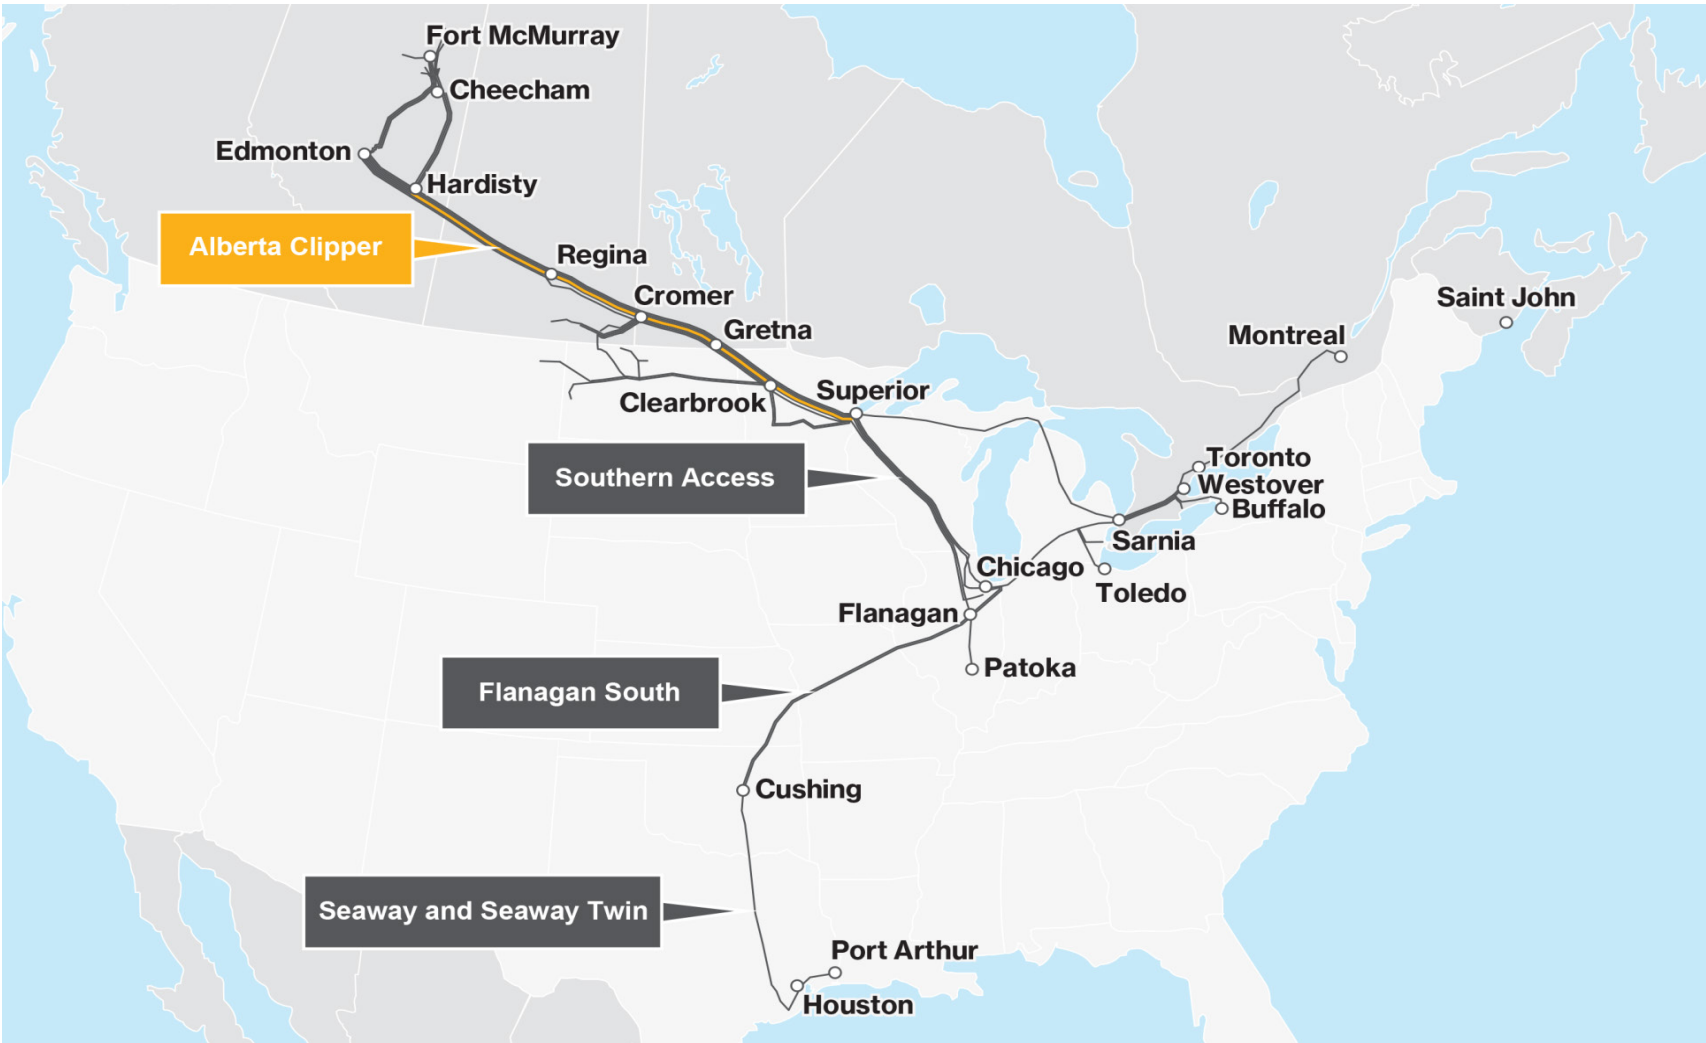 Fort McMurray
Cheecham
Edmonton
Hardisty
Alberta Clipper
Regina
Cromer
Saint John
Gretna
Montreal
Superior
Clearbrook
Toronto
Southern Access
Westover
Buffalo
Sarnia
Chicago
Toledo
Flanagan
Patoka
Flanagan South
Cushing
Seaway and Seaway Twin
Port Arthur
Houston